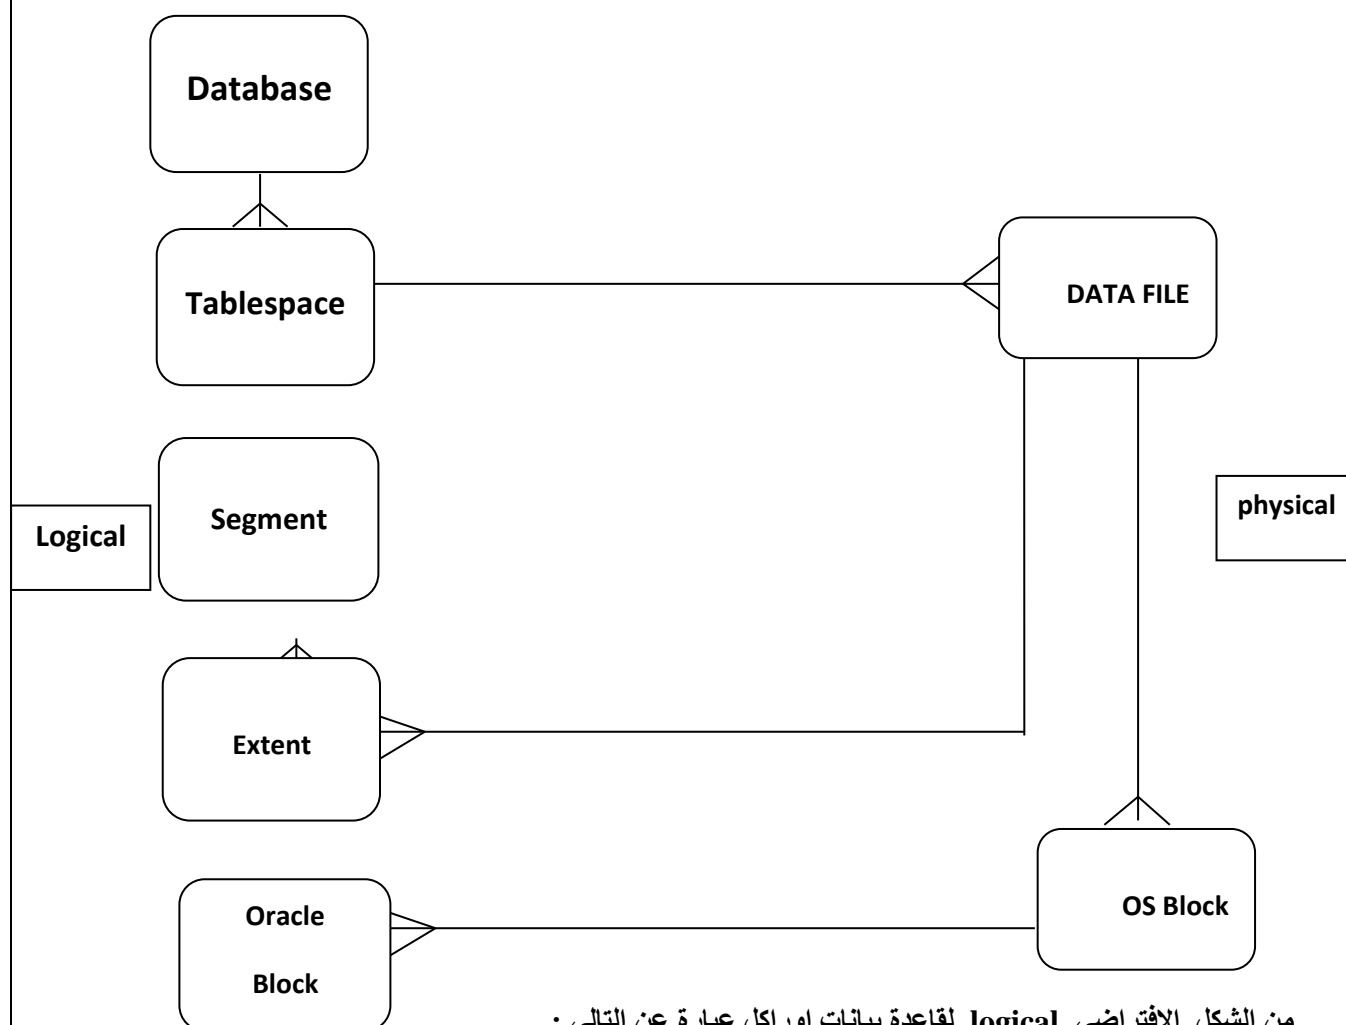 Database
Tablespace
DATA FILE
Segment
Logical
physical
Extent
Oracle
Block
OS Block
من الشكل الافتراضي logical لقاعدة بيانات اوراكل عبارة عن التالي :